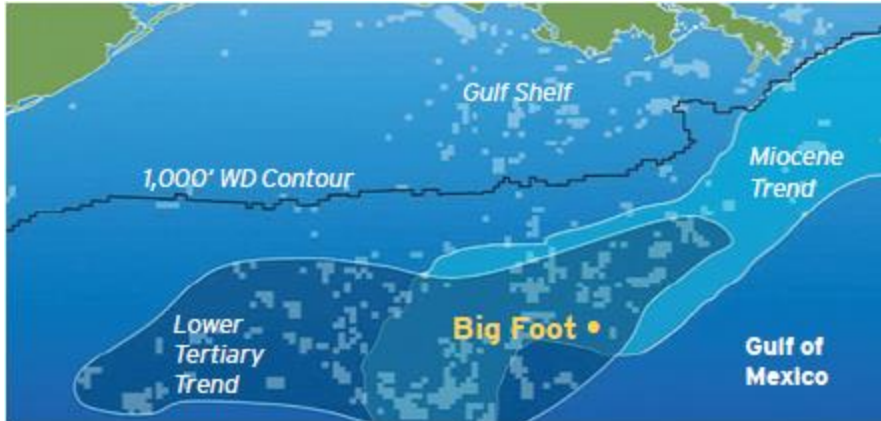 Gulf Shelf
1,000' WD Contour
Miocene
Trend
Lower
Tertiary
Trend
Big Foot
Gulf of
Mexico